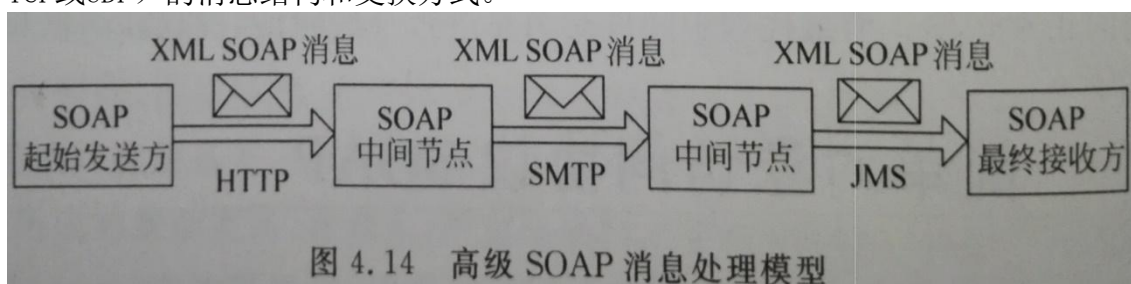 XML SOAP消息 XML SOAP消息 XML SOAP消息
SOAP 起始发送方
HTTP
SOAP 中间节点
SMTP
SOAP 中间节点
JMS
SOAP 最终接收方
图 4.14 高级 SOAP 消息处理模型